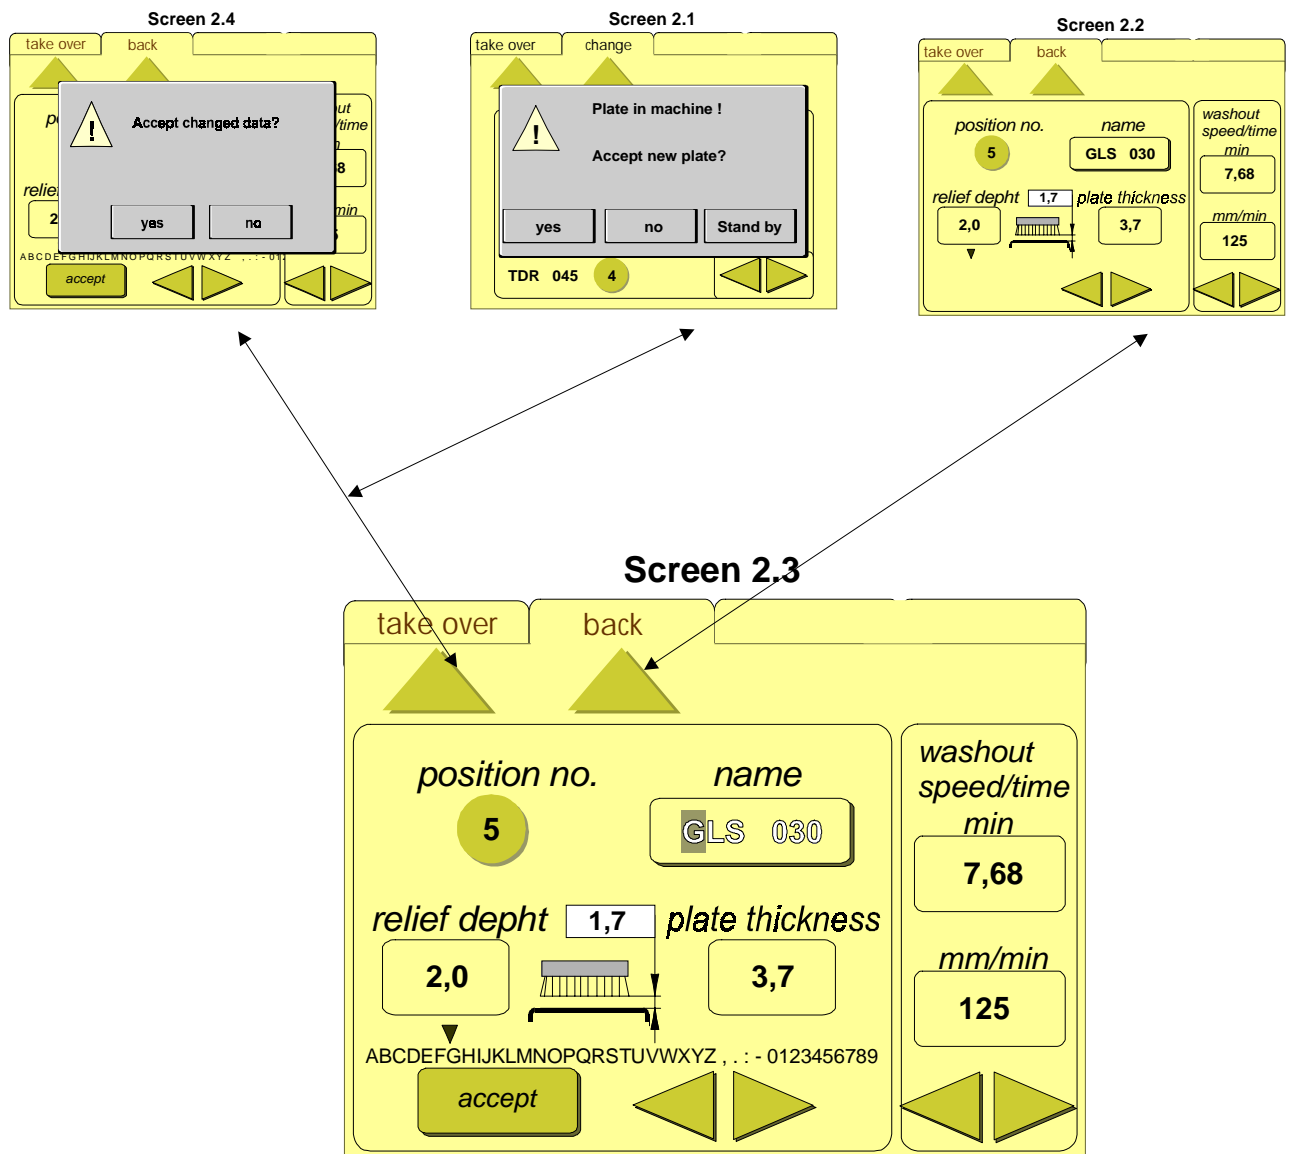 Screen 2.4
take over
back
Accept changed data?
yes
no
min
ABCDEFGHIJKLMNOPQRSTUVWXYZ , . : - 01
accept
Screen 2.1
take over
change
Plate in machine !
Accept new plate?
yes
no
Stand by
TDR 045
4
Screen 2.2
take over
back
position no.
name
5
GLS 030
relief depht
1,7
plate thickness
2,0
3,7
washout
speed/time
min
7,68
mm/min
125
Screen 2.3
take over
back
position no.
name
5
GLS 030
relief depht
1,7
plate thickness
2,0
3,7
ABCDEFGHIJKLMNOPQRSTUVWXYZ , . : - 0123456789
accept
washout
speed/time
min
7,68
mm/min
125